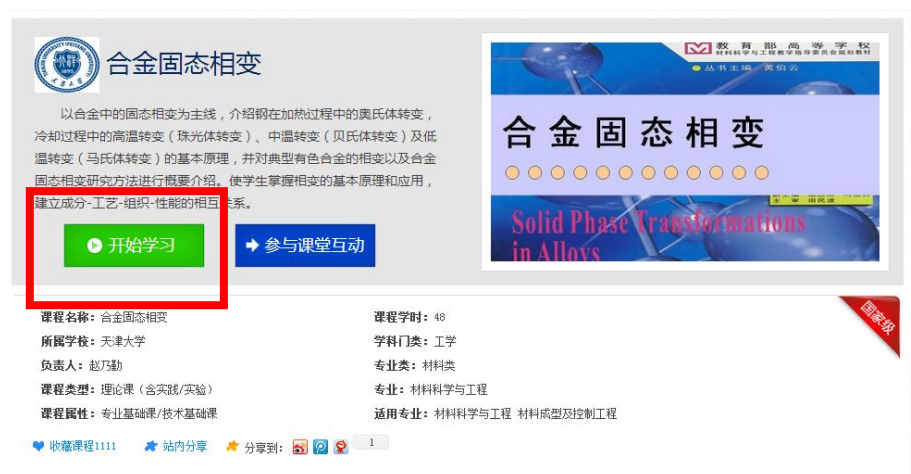 合金固态相变
以合金中的固态相变为主线，介绍钢在加热过程中的奥氏体转变，
冷却过程中的高温转变（珠光体转变）、中温转变（贝氏体转变）及低
温转变（马氏体转变）的基本原理，并对典型有色合金的相变以及合金
固态相变研究方法进行概要介绍。使学生掌握相变的基本原理和应用，
建立成分-工艺-组织-性能的相互关系。
开始学习
参与课堂互动
教育部高等学校
材料科学与工程教学指导委员会规划教材
丛书主编 黄伯云
合金固态相变
主 审 田民波
Solid Phase Transformations
in Alloys
国家级
课程名称：合金固态相变
课程学时：48
所属学校：天津大学
学科门类：工学
负责人：赵乃勤
专业类：材料类
课程类型：理论课（含实践/实验）
专业：材料科学与工程
课程属性：专业基础课/技术基础课
适用专业：材料科学与工程 材料成型及控制工程
收藏课程1111
站内分享
分享到：
1